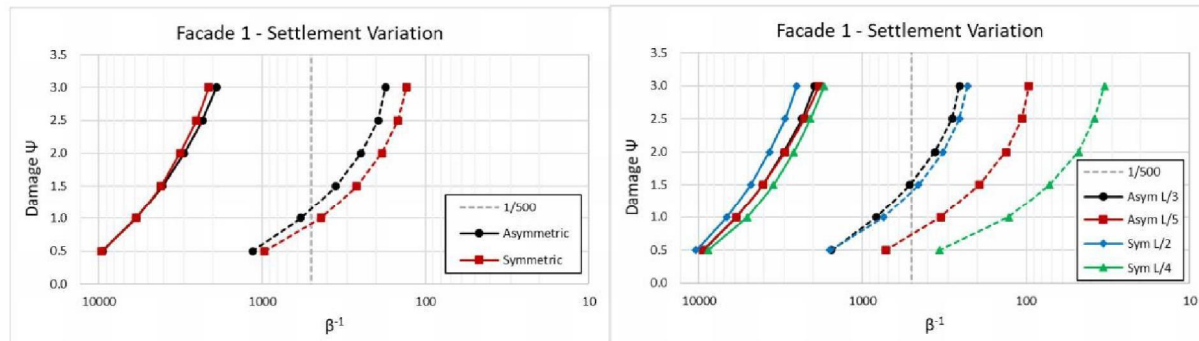 Facade 1 - Settlement Variation
3.5
3.0
2.5
2.0
1.5
1.0
0.5
0.0
Damage Ψ
10000
1000
100
10
β-1
1/500
Asymmetric
Symmetric
Facade 1 - Settlement Variation
3.5
3.0
2.5
2.0
1.5
1.0
0.5
0.0
Damage Ψ
10000
1000
100
10
β-1
1/500
Asym L/3
Asym L/5
Sym L/2
Sym L/4